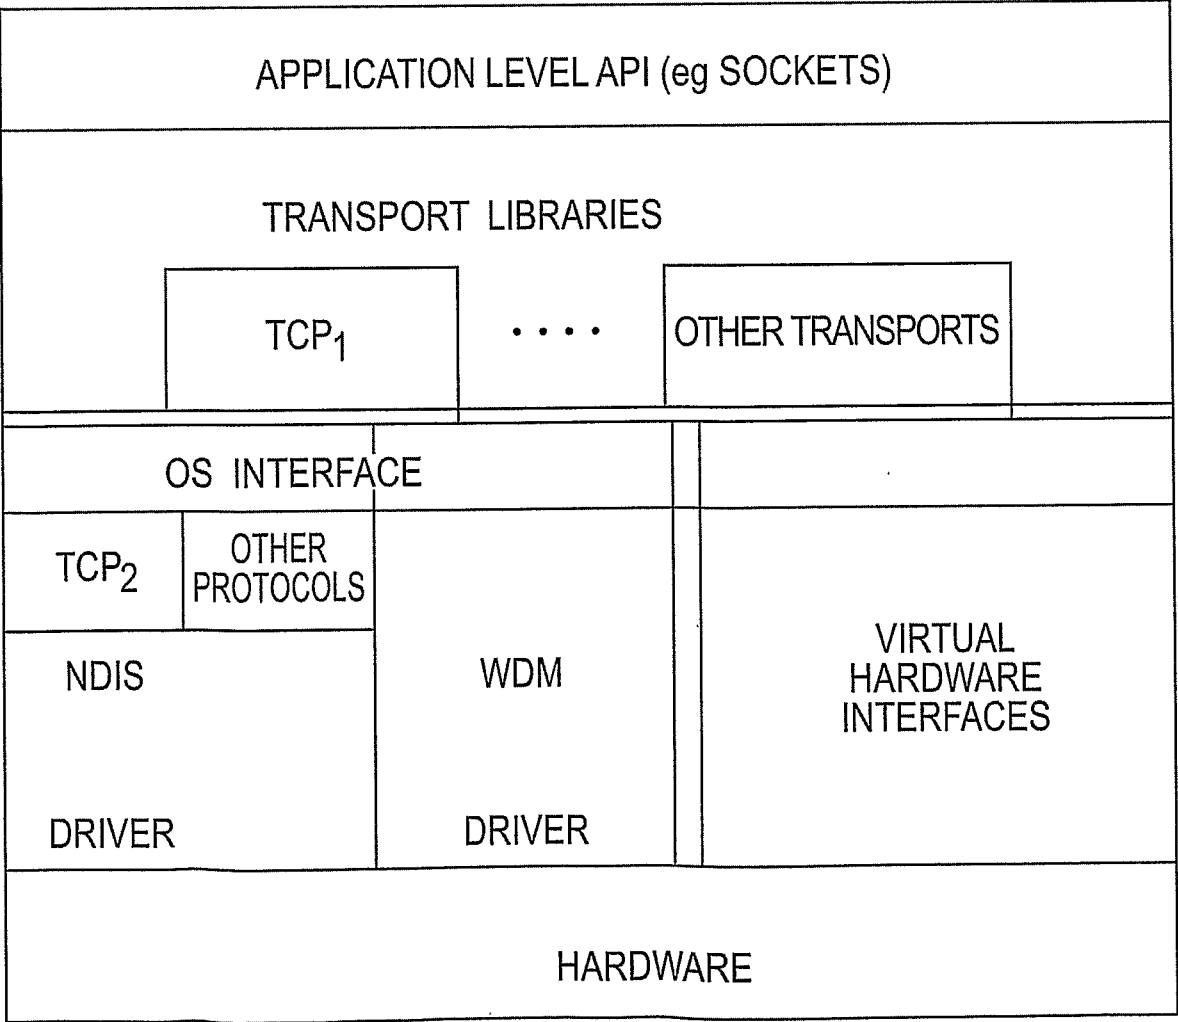 APPLICATION LEVEL API (eg SOCKETS)
TRANSPORT LIBRARIES
TCP1
....
OTHER TRANSPORTS
OS INTERFACE
TCP2
OTHER
PROTOCOLS
NDIS
DRIVER
WDM
DRIVER
VIRTUAL
HARDWARE
INTERFACES
HARDWARE